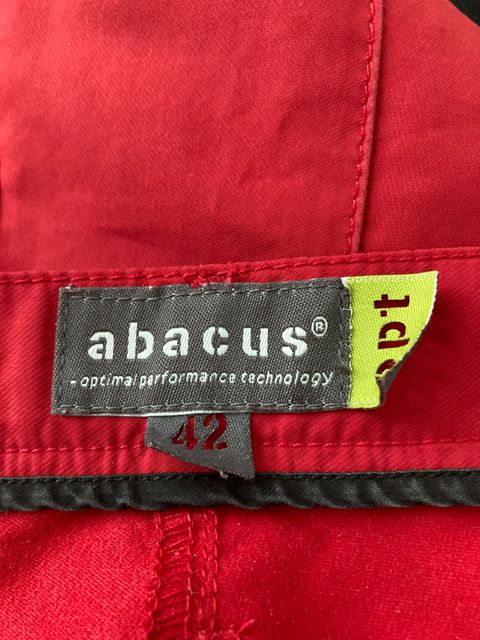 abacus®
- optimal performance technology
o.p.t
42